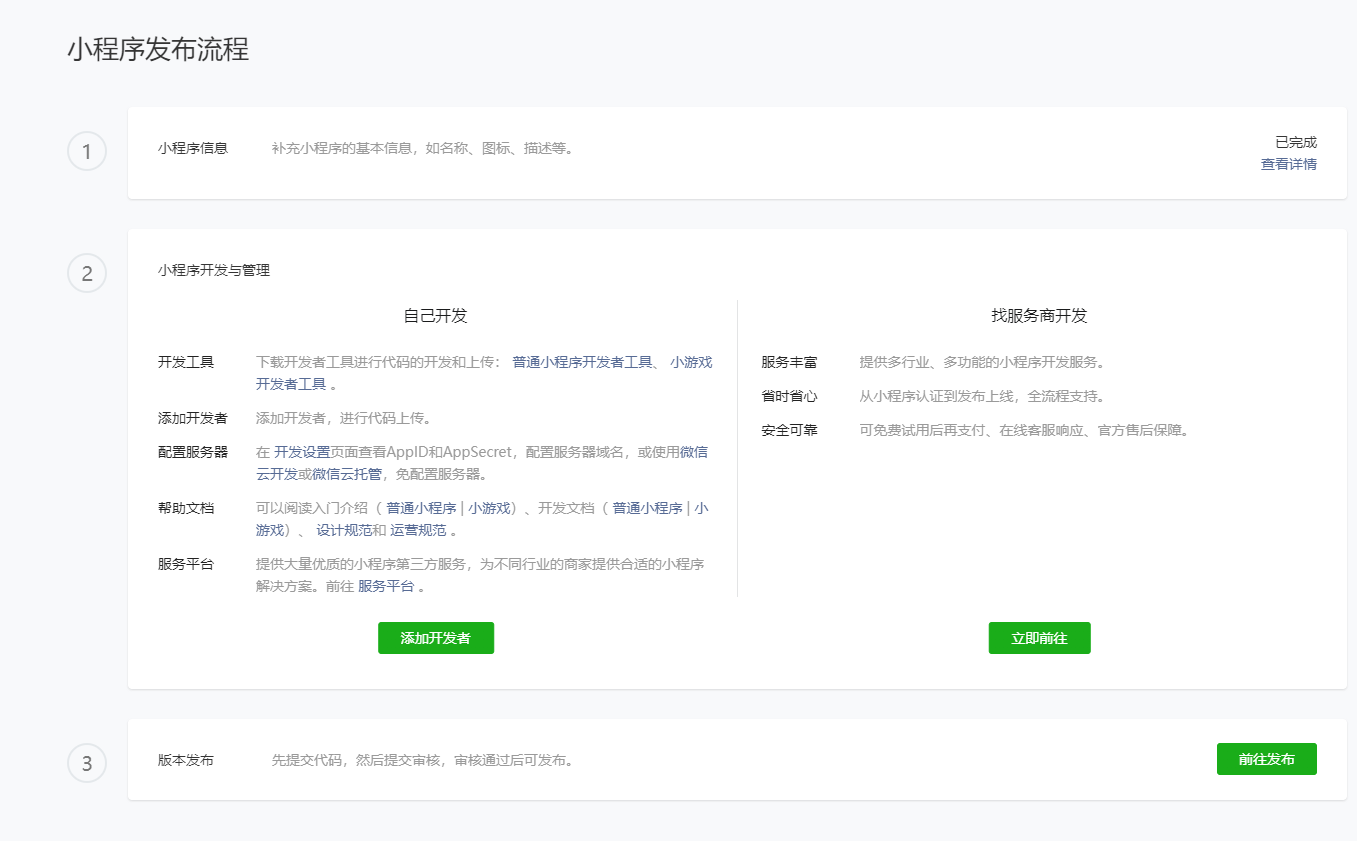 小程序发布流程
1
小程序信息
补充小程序的基本信息，如名称、图标、描述等。
已完成
查看详情
2
小程序开发与管理
自己开发
开发工具
下载开发者工具进行代码的开发和上传： 普通小程序开发者工具、 小游戏
开发者工具 。
添加开发者
添加开发者，进行代码上传。
配置服务器
在 开发设置页面查看AppID和AppSecret，配置服务器域名，或使用微信
云开发或微信云托管，免配置服务器。
帮助文档
可以阅读入门介绍（ 普通小程序 | 小游戏）、开发文档（ 普通小程序 | 小
游戏）、 设计规范和 运营规范 。
服务平台
提供大量优质的小程序第三方服务，为不同行业的商家提供合适的小程序
解决方案。前往 服务平台 。
添加开发者
找服务商开发
服务丰富
提供多行业、多功能的小程序开发服务。
省时省心
从小程序认证到发布上线，全流程支持。
安全可靠
可免费试用后再支付、在线客服响应、官方售后保障。
立即前往
3
版本发布
先提交代码，然后提交审核，审核通过后可发布。
前往发布